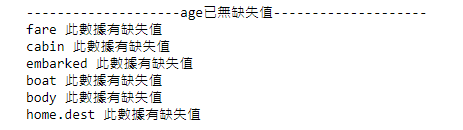 --------------------age已無缺失值--------------------
fare 此數據有缺失值
cabin 此數據有缺失值
embarked 此數據有缺失值
boat 此數據有缺失值
body 此數據有缺失值
home.dest 此數據有缺失值